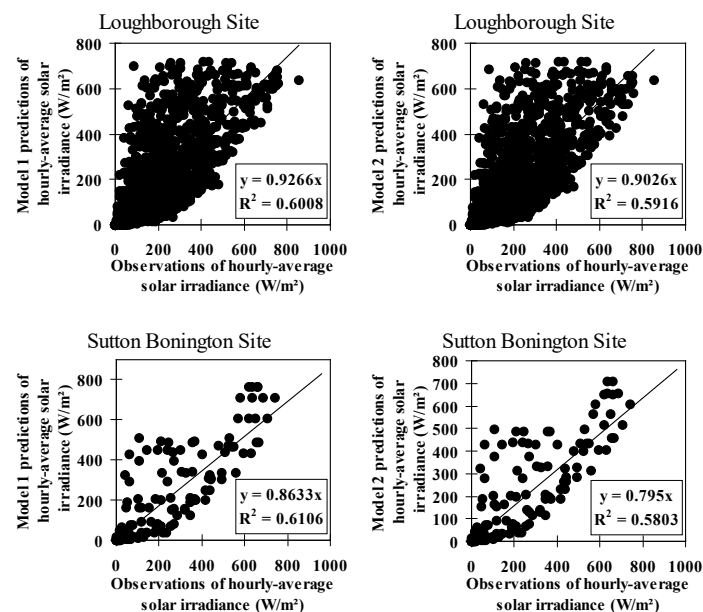 Loughborough Site
Model 1 predictions of
hourly-average solar
irradiance (W/m²)
800
600
400
200
0
y = 0.9266x
R² = 0.6008
0 200 400 600 800 1000
Observations of hourly-average
solar irradiance (W/m²)
Loughborough Site
Model 2 predictions of
hourly-average solar
irradiance (W/m²)
800
600
400
200
0
y = 0.9026x
R² = 0.5916
0 200 400 600 800 1000
Observations of hourly-average
solar irradiance (W/m²)
Sutton Bonington Site
Model 1 predictions of
hourly-average solar
irradiance (W/m²)
800
600
400
200
0
y = 0.8633x
R² = 0.6106
0 200 400 600 800 1000
Observations of hourly-average
solar irradiance (W/m²)
Sutton Bonington Site
Model 2 predictions of
hourly-average solar
irradiance (W/m²)
800
700
600
500
400
300
200
100
0
y = 0.795x
R² = 0.5803
0 200 400 600 800 1000
Observations of hourly-average
solar irradiance (W/m²)